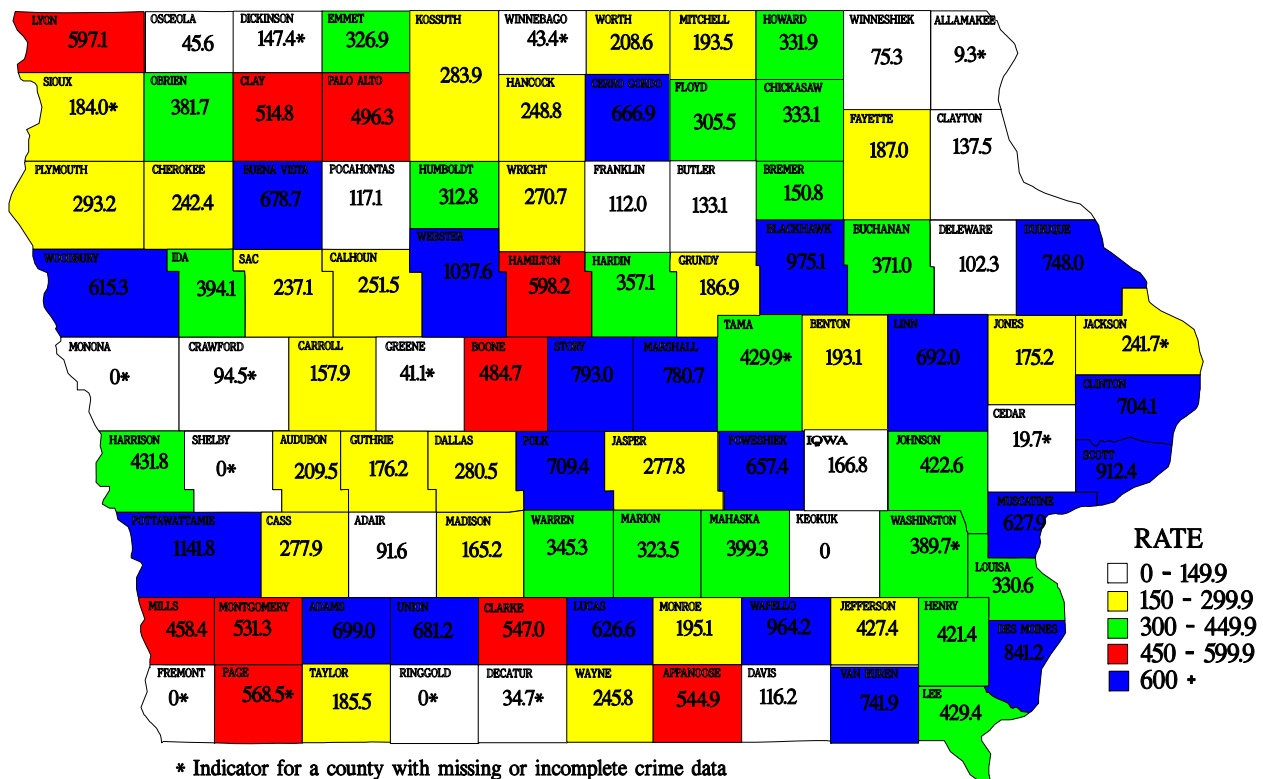 LYON
597.1
OSCEOLA
45.6
DICKINSON
147.4*
EMMET
326.9
KOSSUTH
283.9
WINNEBAGO
43.4*
WORTH
208.6
MITCHELL
193.5
HOWARD
331.9
WINNESHIEK
75.3
ALLAMAKEE
9.3*
SIOUX
184.0*
OBRIEN
381.7
CLAY
514.8
PALO ALTO
496.3
HANCOCK
248.8
CERRO GORDO
666.9
FLOYD
305.5
CHICKASAW
333.1
FAYETTE
187.0
CLAYTON
137.5
PLYMOUTH
293.2
CHEROKEE
242.4
BUENA VISTA
678.7
POCAHONTAS
117.1
HUMBOLDT
312.8
WRIGHT
270.7
FRANKLIN
112.0
BUTLER
133.1
BREMER
150.8
WOODBURY
615.3
IDA
394.1
SAC
237.1
CALHOUN
251.5
WEBSTER
1037.6
HAMILTON
598.2
HARDIN
357.1
GRUNDY
186.9
BLACKHAWK
975.1
BUCHANAN
371.0
DELEWARE
102.3
DUBUQUE
748.0
MONONA
0*
CRAWFORD
94.5*
CARROLL
157.9
GREENE
41.1*
BOONE
484.7
STORY
793.0
MARSHALL
780.7
TAMA
429.9*
BENTON
193.1
LINN
692.0
JONES
175.2
JACKSON
241.7*
CLINTON
704.1
CEDAR
19.7*
HARRISON
431.8
SHELBY
0*
AUDUBON
209.5
GUTHRIE
176.2
DALLAS
280.5
POLK
709.4
JASPER
277.8
POWESHIEK
657.4
IOWA
166.8
JOHNSON
422.6
SCOTT
912.4
MUSCATINE
627.9
POTTAWATTAMIE
1141.8
CASS
277.9
ADAIR
91.6
MADISON
165.2
WARREN
345.3
MARION
323.5
MAHASKA
399.3
KEOKUK
0
WASHINGTON
389.7*
LOUISA
330.6
MILLS
458.4
MONTGOMERY
531.3
ADAMS
699.0
UNION
681.2
CLARKE
547.0
LUCAS
626.6
MONROE
195.1
WAPELLO
964.2
JEFFERSON
427.4
HENRY
421.4
DES MOINES
841.2
FREMONT
0*
PAGE
568.5*
TAYLOR
185.5
RINGGOLD
0*
DECATUR
34.7*
WAYNE
245.8
APPANOOSE
544.9
DAVIS
116.2
VAN BUREN
741.9
LEE
429.4
RATE
0 - 149.9
150 - 299.9
300 - 449.9
450 - 599.9
600 +
* Indicator for a county with missing or incomplete crime data